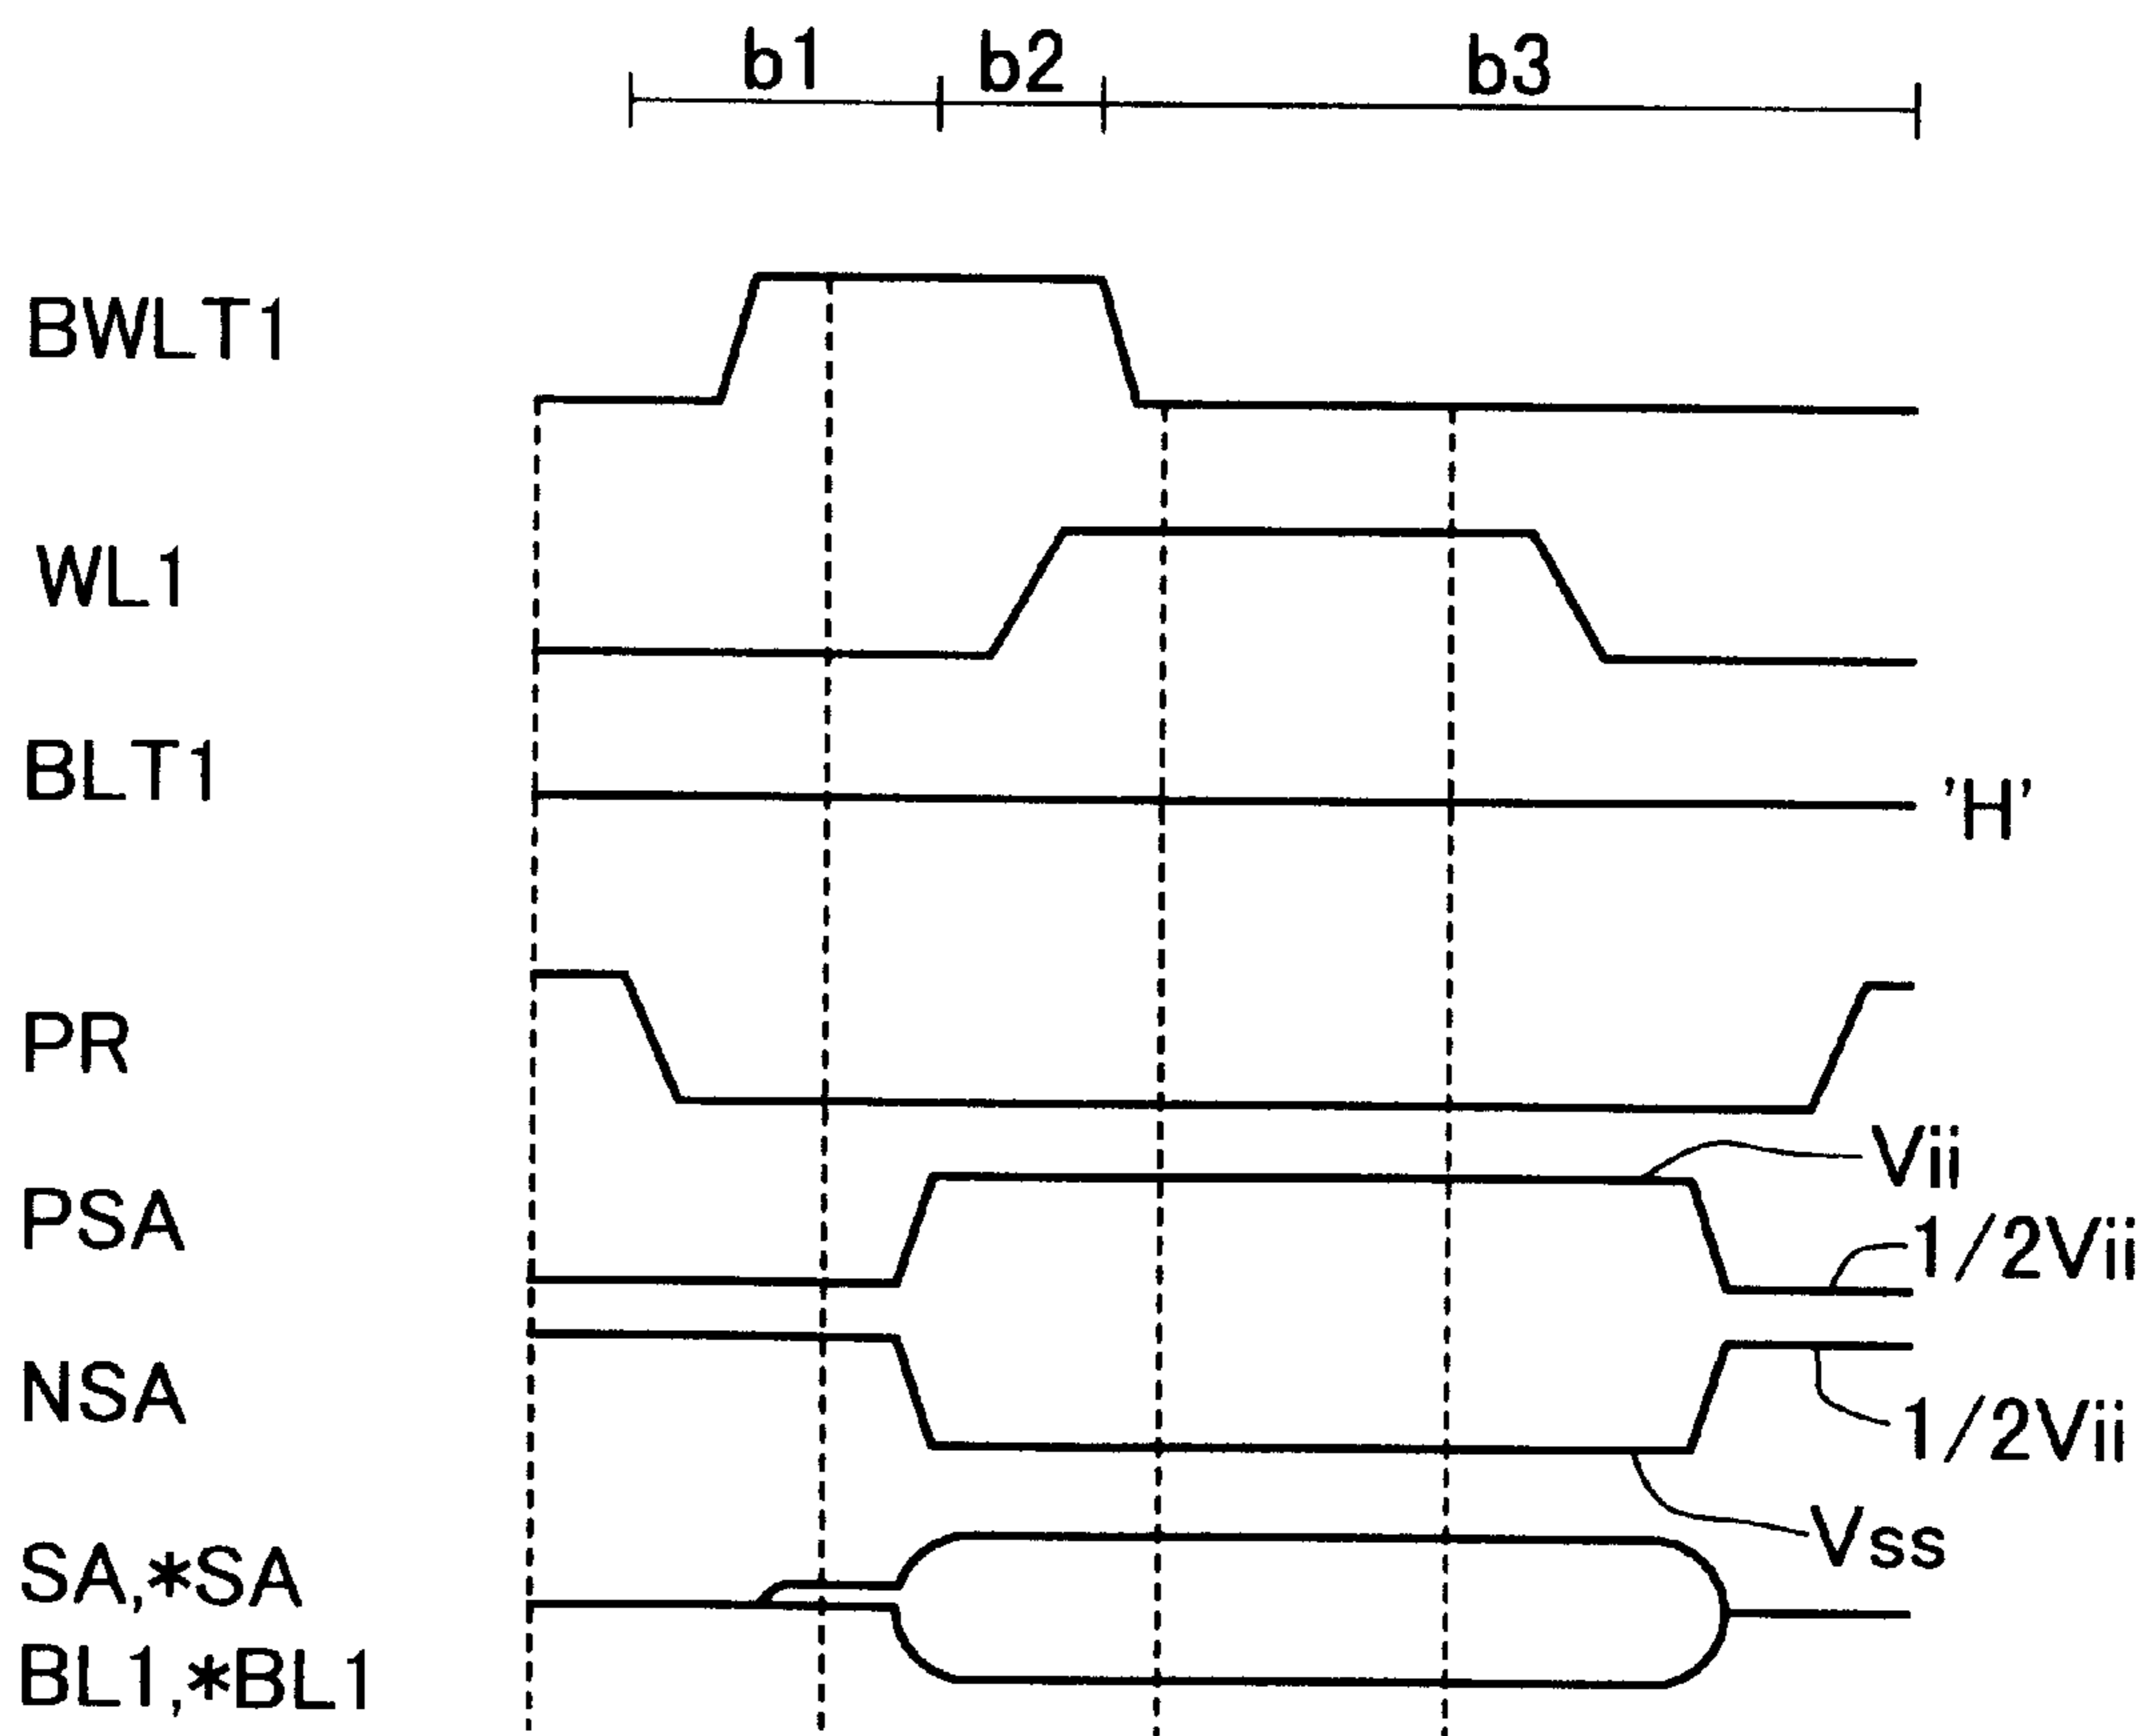 b1 b2 b3
BWLT1
WL1
BLT1
'H'
PR
Vii
PSA
1/2Vii
NSA
1/2Vii
Vss
SA,*SA
BL1,*BL1